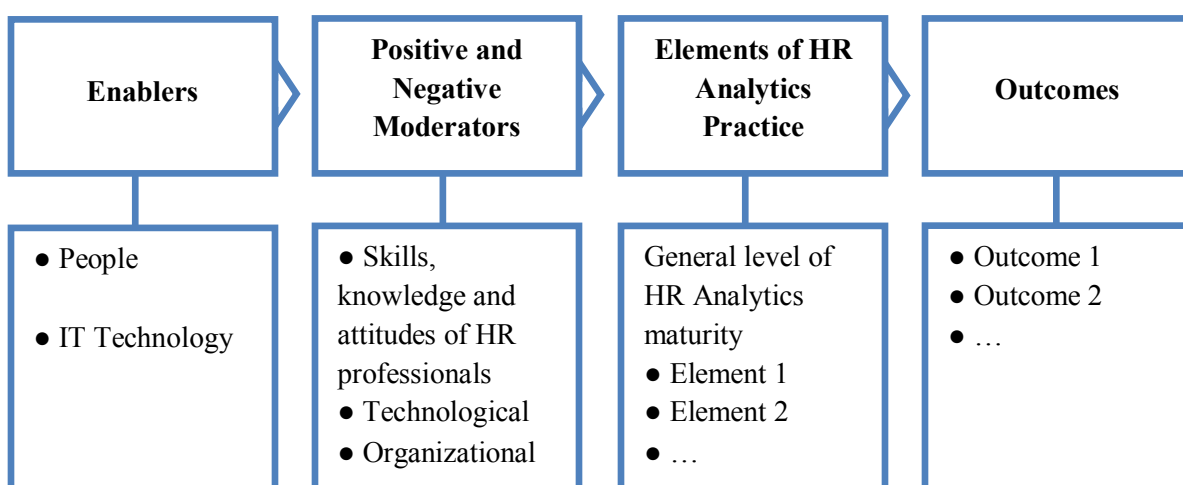 Enablers
Positive and
Negative
Moderators
Elements of HR
Analytics
Practice
Outcomes
● People
● IT Technology
● Skills,
knowledge and
attitudes of HR
professionals
● Technological
● Organizational
General level of
HR Analytics
maturity
● Element 1
● Element 2
● …
● Outcome 1
● Outcome 2
● …